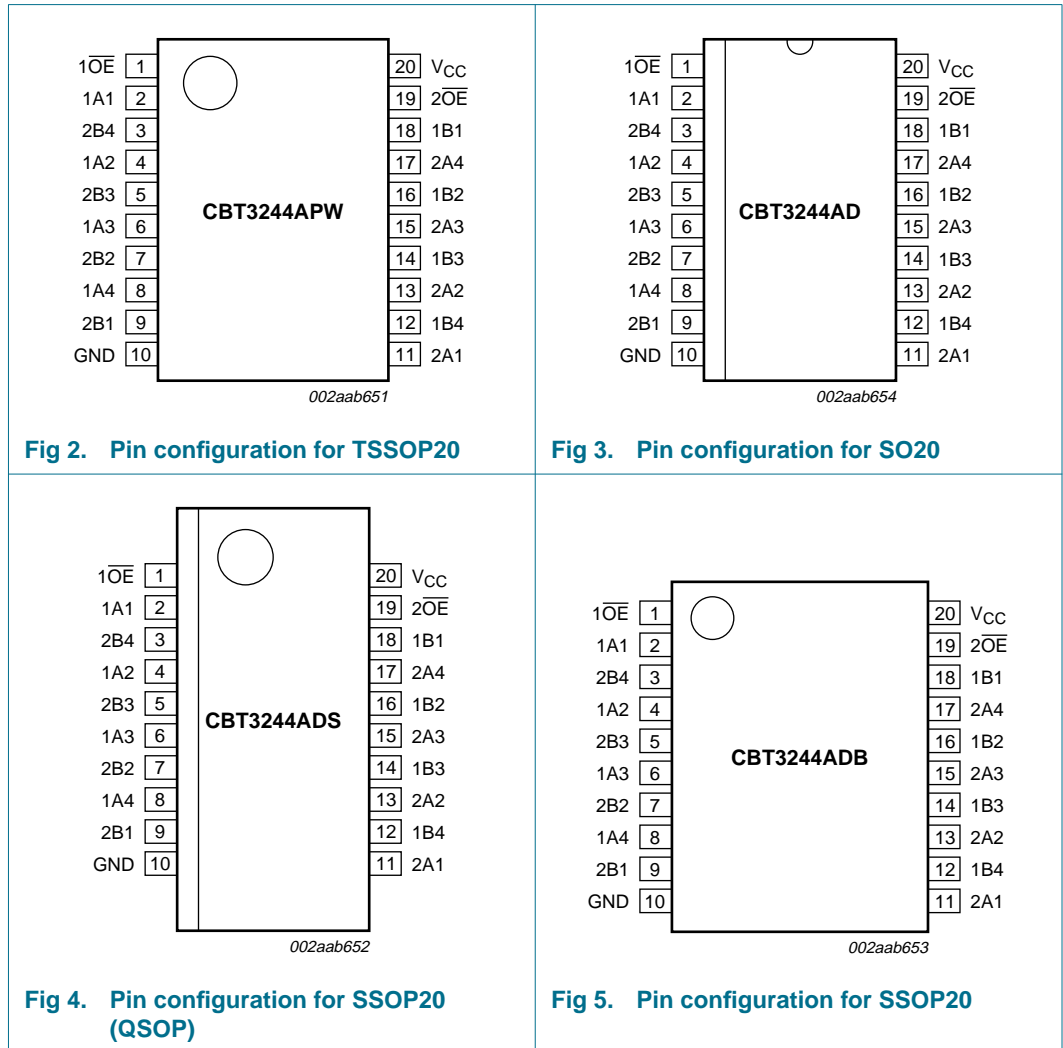 1O̅E̅ 1 20 VCC
1A1 2 19 2O̅E̅
2B4 3 18 1B1
1A2 4 17 2A4
2B3 5 16 1B2
CBT3244APW
1A3 6 15 2A3
2B2 7 14 1B3
1A4 8 13 2A2
2B1 9 12 1B4
GND 10 11 2A1
002aab651
Fig 2. Pin configuration for TSSOP20
1O̅E̅ 1 20 VCC
1A1 2 19 2O̅E̅
2B4 3 18 1B1
1A2 4 17 2A4
2B3 5 16 1B2
CBT3244AD
1A3 6 15 2A3
2B2 7 14 1B3
1A4 8 13 2A2
2B1 9 12 1B4
GND 10 11 2A1
002aab654
Fig 3. Pin configuration for SO20
1O̅E̅ 1 20 VCC
1A1 2 19 2O̅E̅
2B4 3 18 1B1
1A2 4 17 2A4
2B3 5 16 1B2
CBT3244ADS
1A3 6 15 2A3
2B2 7 14 1B3
1A4 8 13 2A2
2B1 9 12 1B4
GND 10 11 2A1
002aab652
Fig 4. Pin configuration for SSOP20
(QSOP)
1O̅E̅ 1 20 VCC
1A1 2 19 2O̅E̅
2B4 3 18 1B1
1A2 4 17 2A4
2B3 5 16 1B2
CBT3244ADB
1A3 6 15 2A3
2B2 7 14 1B3
1A4 8 13 2A2
2B1 9 12 1B4
GND 10 11 2A1
002aab653
Fig 5. Pin configuration for SSOP20